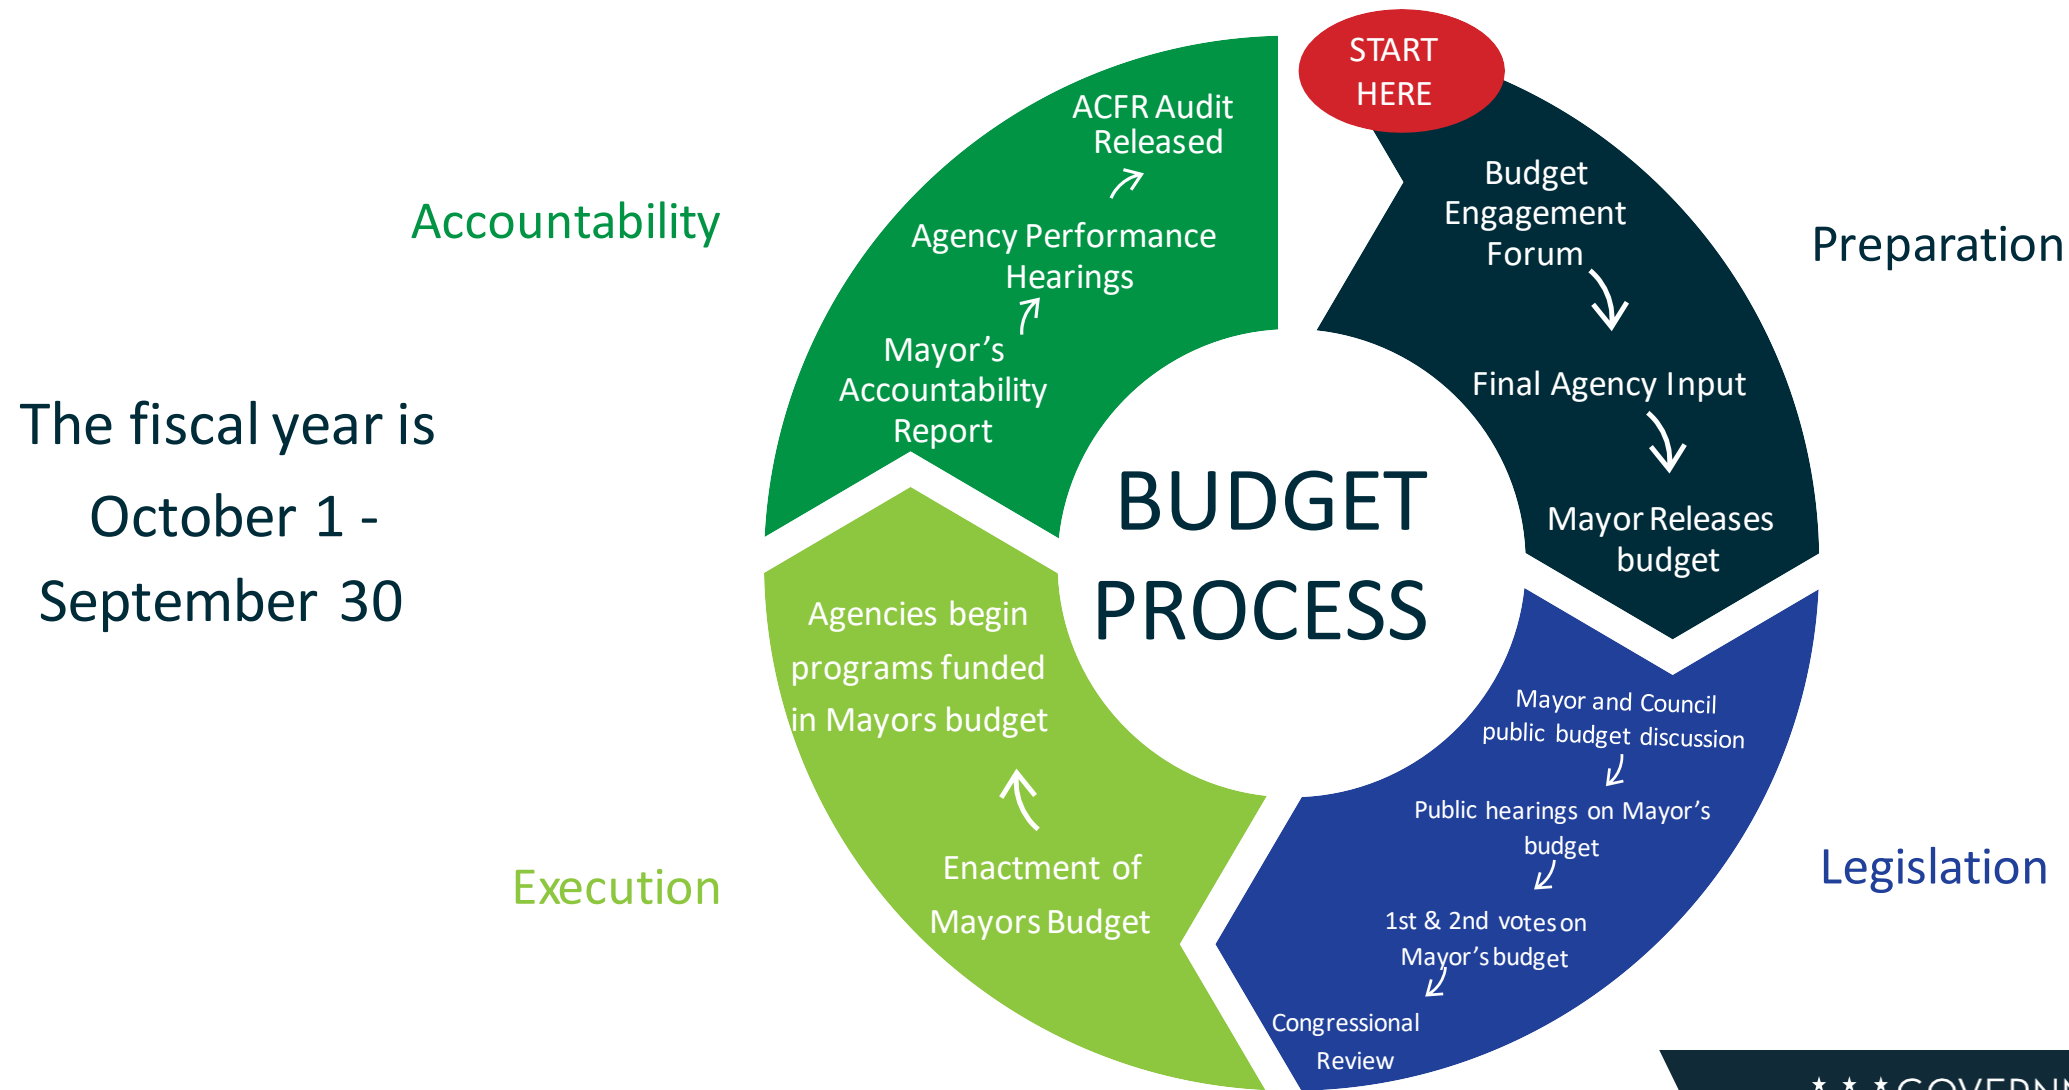 START
HERE
Budget
Engagement
Forum
Final Agency Input
Mayor Releases
budget
Preparation
Mayor and Council
public budget discussion
Public hearings on Mayor’s
budget
1st & 2nd votes on
Mayor’s budget
Congressional
Review
Legislation
Enactment of
Mayors Budget
Agencies begin
programs funded
in Mayors budget
Execution
Mayor’s
Accountability
Report
Agency Performance
Hearings
ACFR Audit
Released
Accountability
BUDGET
PROCESS
The fiscal year is
October 1 -
September 30